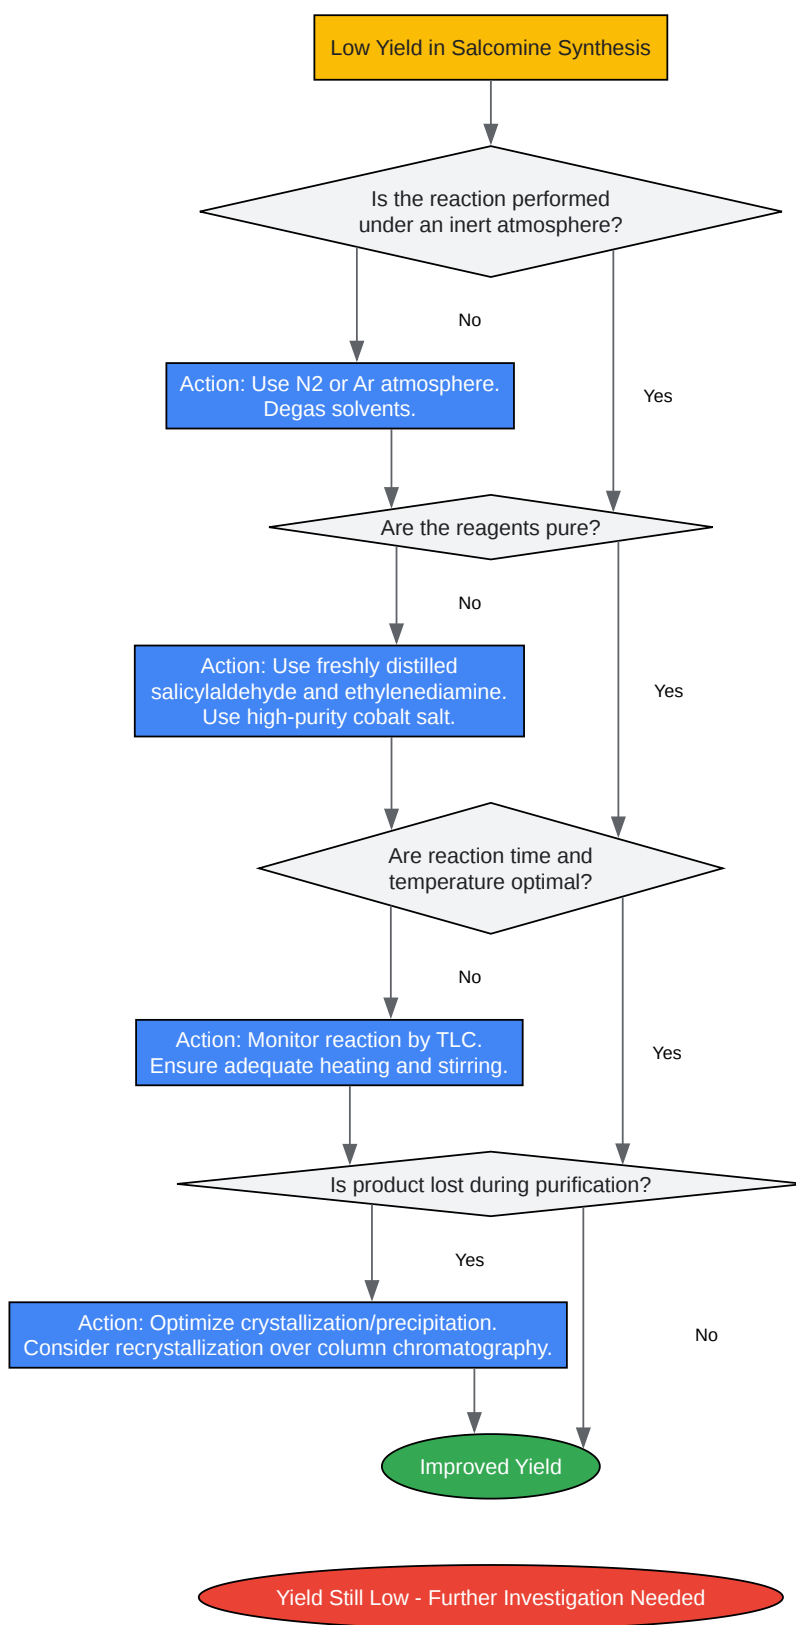 Low Yield in Salcomine Synthesis
Is the reaction performed
under an inert atmosphere?
No
Action: Use N2 or Ar atmosphere.
Degas solvents.
Yes
Are the reagents pure?
No
Action: Use freshly distilled
salicylaldehyde and ethylenediamine.
Use high-purity cobalt salt.
Yes
Are reaction time and
temperature optimal?
No
Action: Monitor reaction by TLC.
Ensure adequate heating and stirring.
Yes
Is product lost during purification?
Yes
Action: Optimize crystallization/precipitation.
Consider recrystallization over column chromatography.
No
Improved Yield
Yield Still Low - Further Investigation Needed